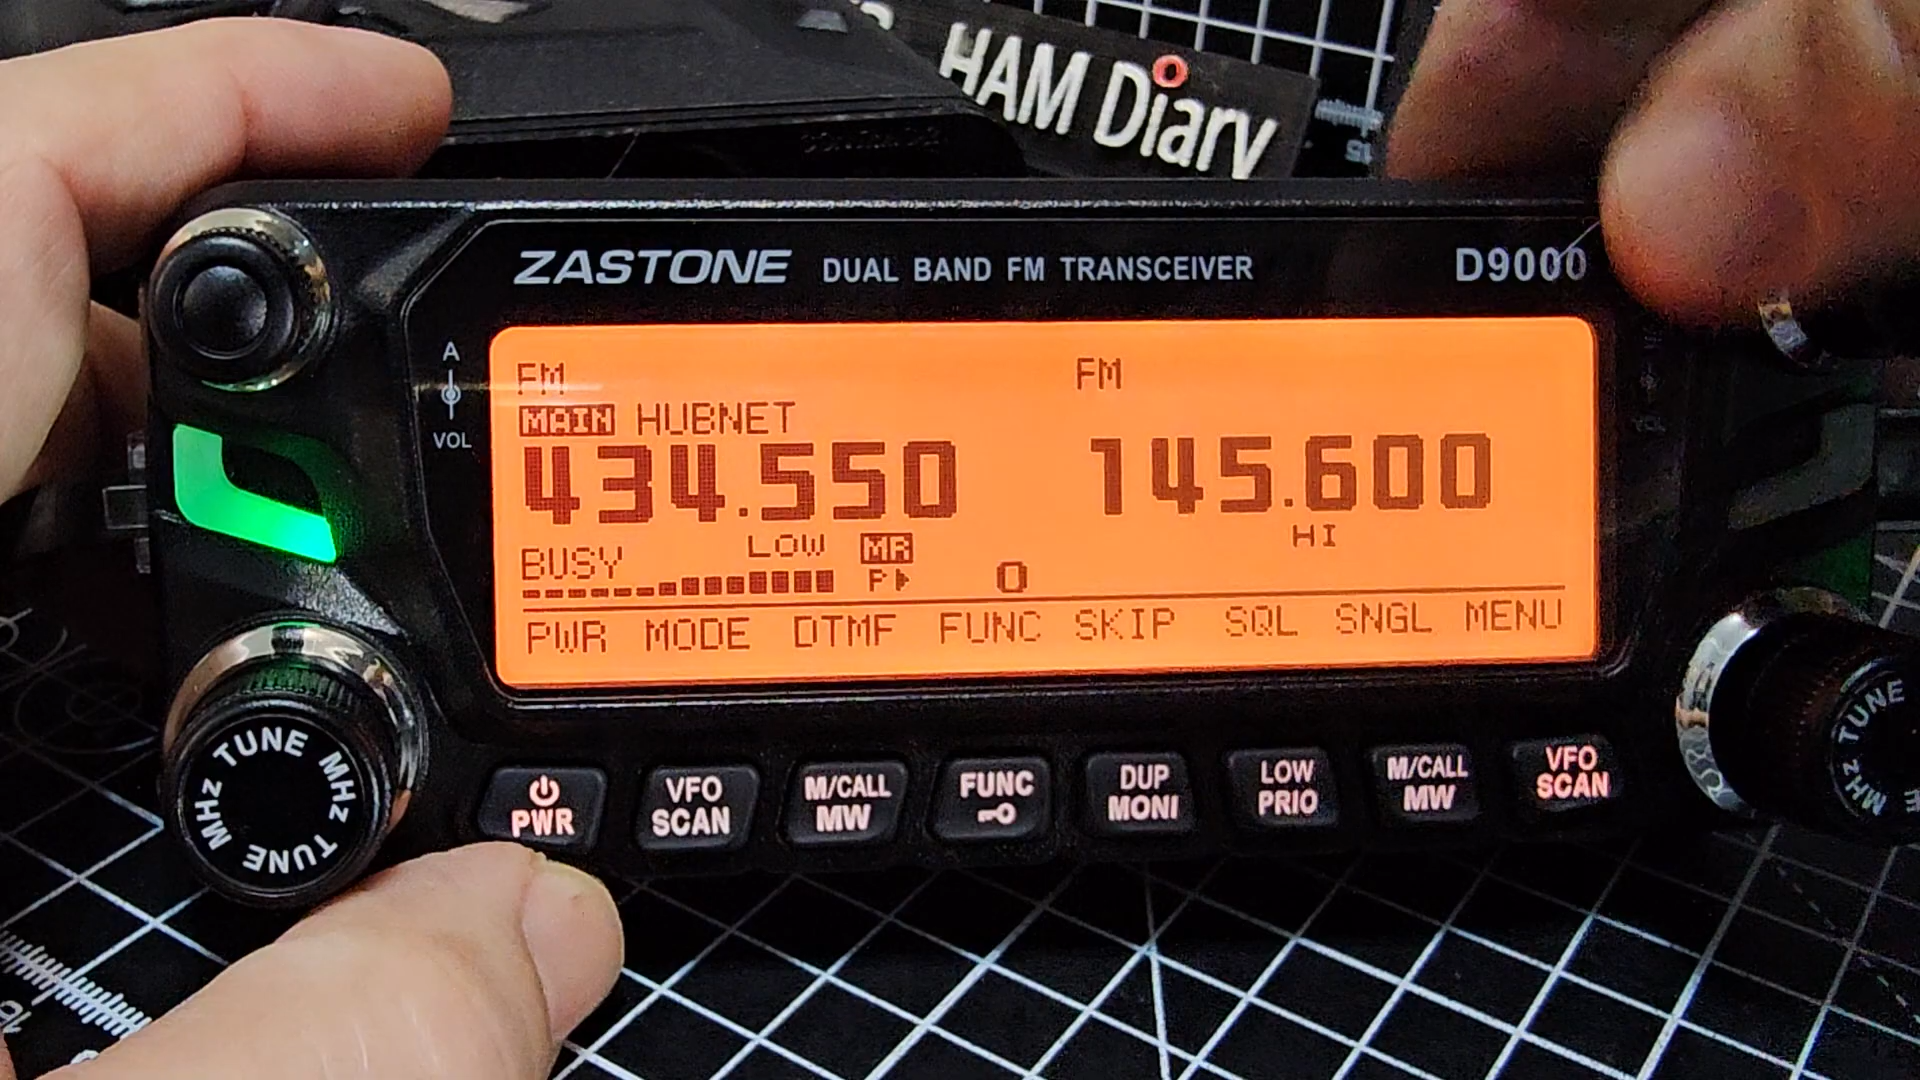 HAM Diary
15
ZASTONE DUAL BAND FM TRANSCEIVER D9000
A
VOL
FM FM
MAIN HUBNET
434.550 145.600
LOW MR HI
BUSY P 0
PWR MODE DTMF FUNC SKIP SQL SNGL MENU
TUNE MHz TUNE MHz
PWR
VFO SCAN
M/CALL MW
FUNC
DUP MONI
LOW PRIO
M/CALL MW
VFO SCAN
TUNE
MHz
16